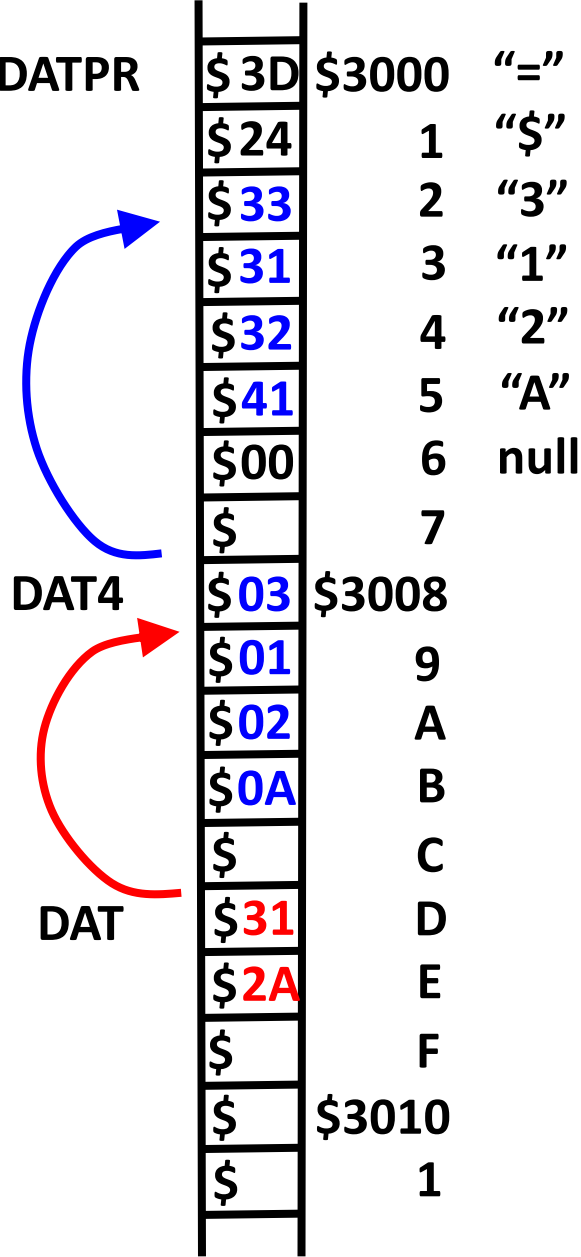 DATPR $3D $3000 “=”
$24 1 “$”
$33 2 “3”
$31 3 “1”
$32 4 “2”
$41 5 “A”
$00 6 null
$ 7
DAT4 $03 $3008
$01 9
$02 A
$0A B
$ C
DAT $31 D
$2A E
$ F
$ $3010
$ 1